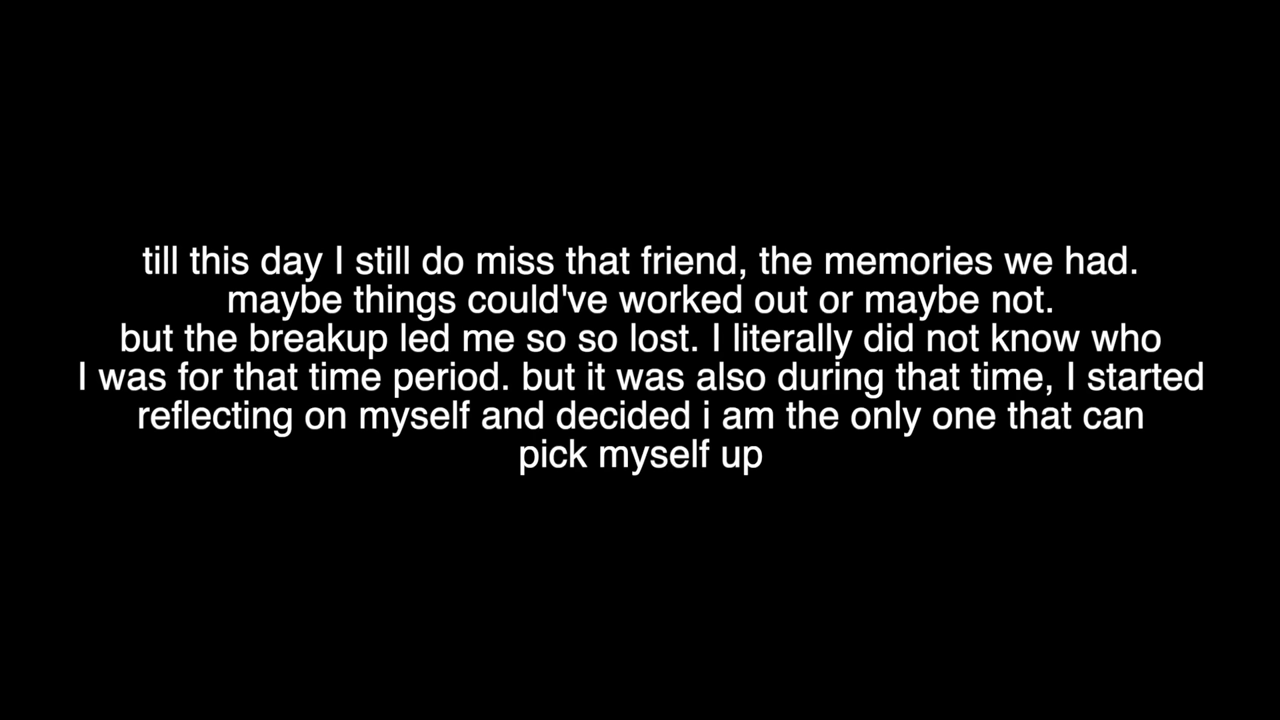 till this day I still do miss that friend, the memories we had.
maybe things could've worked out or maybe not.
but the breakup led me so so lost. I literally did not know who
I was for that time period. but it was also during that time, I started
reflecting on myself and decided i am the only one that can
pick myself up